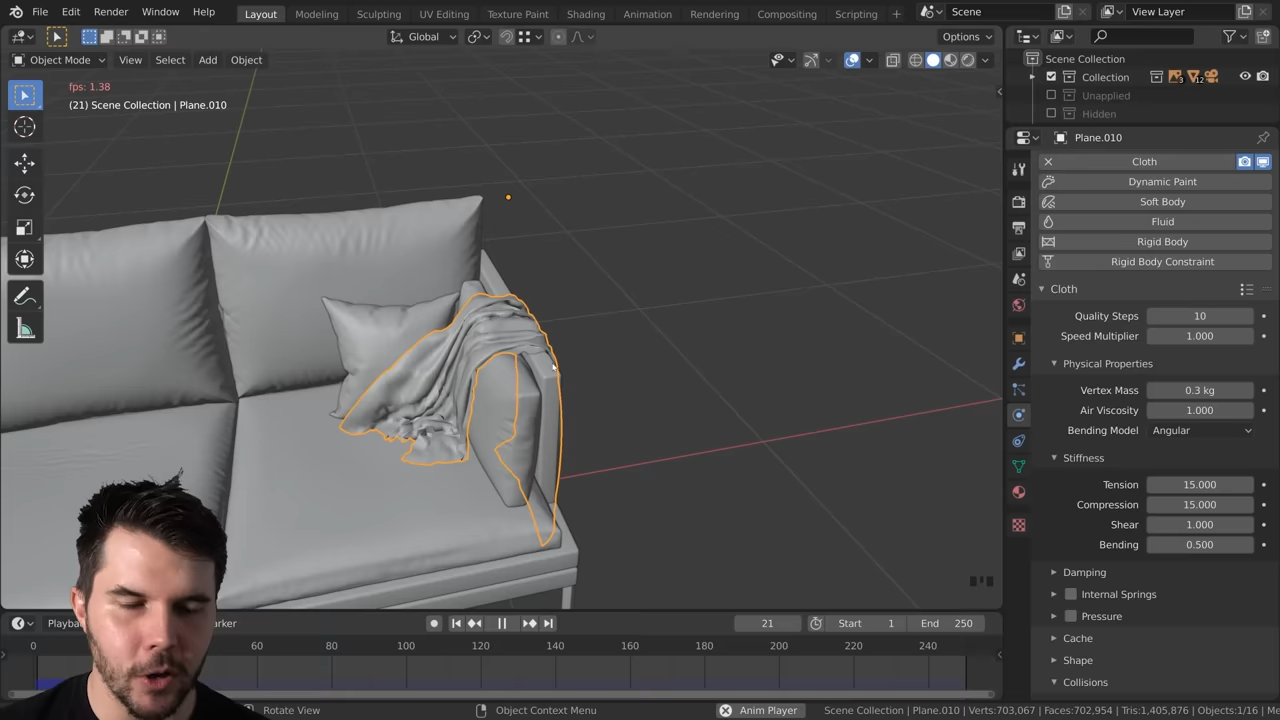 File Edit Render Window Help Layout Modeling Sculpting UV Editing Texture Paint Shading Animation Rendering Compositing Scripting + Scene View Layer
Global Options
Object Mode View Select Add Object
fps: 1.38
(21) Scene Collection | Plane.010
Scene Collection
Collection 3 12
Unapplied
Hidden
Plane.010
Cloth
Dynamic Paint
Soft Body
Fluid
Rigid Body
Rigid Body Constraint
Cloth
Quality Steps 10
Speed Multiplier 1.000
Physical Properties
Vertex Mass 0.3 kg
Air Viscosity 1.000
Bending Model Angular
Stiffness
Tension 15.000
Compression 15.000
Shear 1.000
Bending 0.500
Damping
Internal Springs
Pressure
Cache
Shape
Collisions
21 Start 1 End 250
0 60 80 100 120 140 160 180 200 220 240
Rotate View Object Context Menu Anim Player Scene Collection | Plane.010 | Verts:703,067 | Faces:702,954 | Tris:1,405,876 | Objects:1/16 | Me